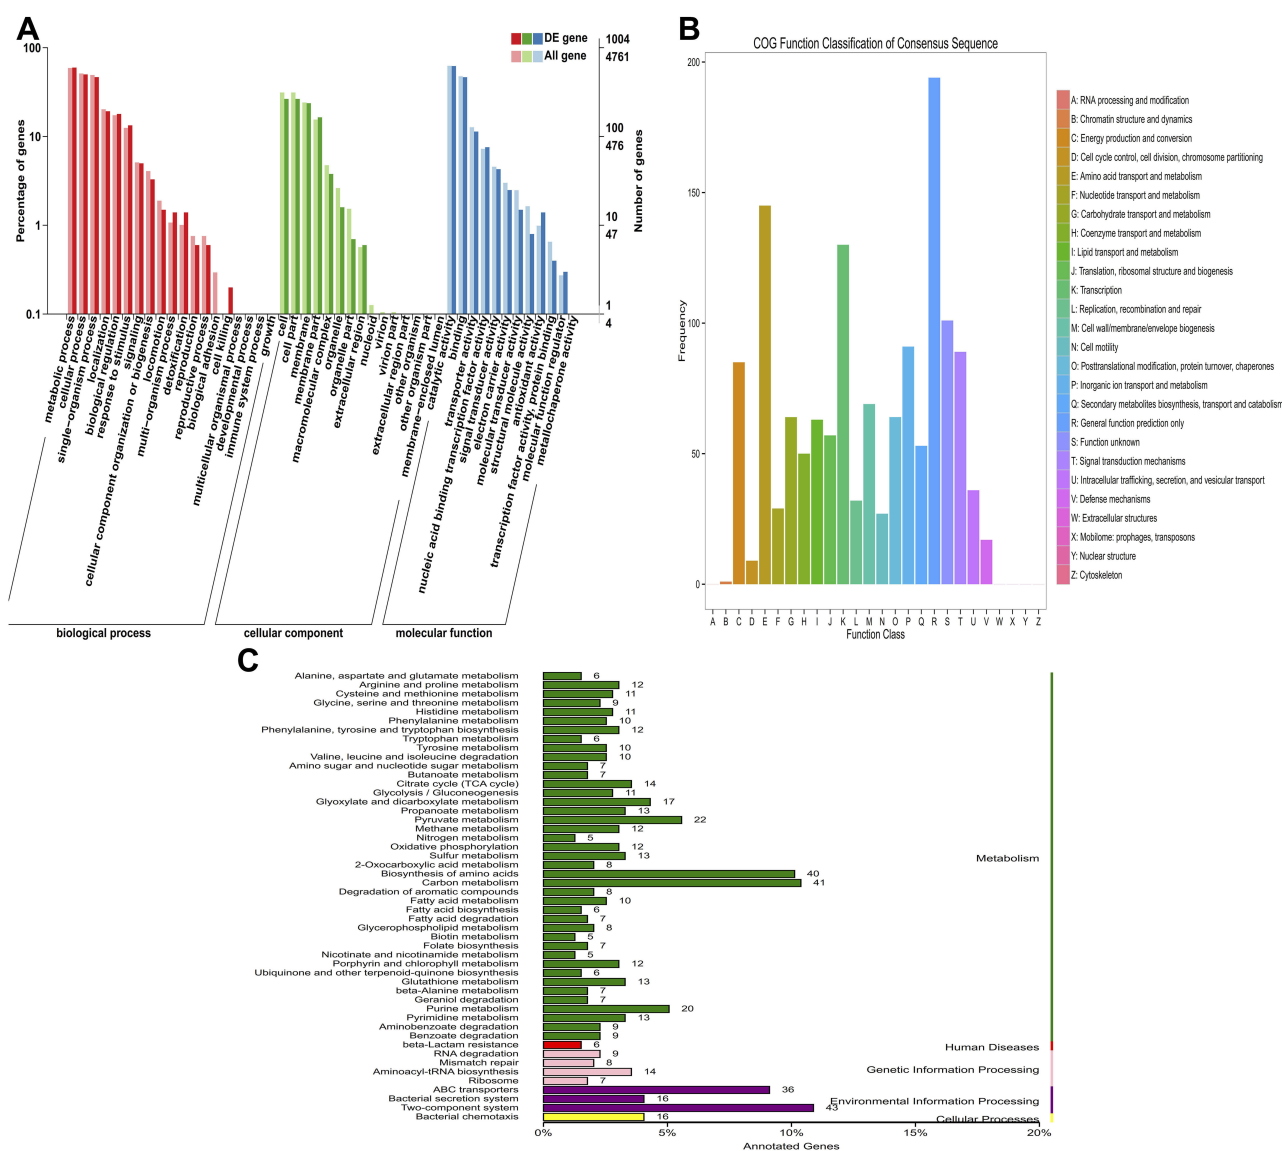 A
DE gene
All gene
1004
4761
100
476
10
47
1
4
100
10
1
0.1
Percentage of genes
Number of genes
metabolic process
cellular process
single-organism process
localization
biological regulation
response to stimulus
signaling
cellular component organization or biogenesis
locomotion
multi-organism process
detoxification
reproduction
reproductive process
biological adhesion
cell killing
multicellular organismal process
developmental process
immune system process
growth
cell
cell part
membrane
membrane part
macromolecular complex
organelle
organelle part
extracellular region
nucleoid
virion
virion part
extracellular region part
other organism
other organism part
membrane-enclosed lumen
catalytic activity
binding
transporter activity
nucleic acid binding transcription factor activity
signal transducer activity
electron carrier activity
molecular transducer activity
structural molecule activity
antioxidant activity
transcription factor activity, protein binding
molecular function regulator
metallochaperone activity
biological process
cellular component
molecular function
B
COG Function Classification of Consensus Sequence
200
150
100
50
0
Frequency
A B C D E F G H I J K L M N O P Q R S T U V W X Y Z
Function Class
A: RNA processing and modification
B: Chromatin structure and dynamics
C: Energy production and conversion
D: Cell cycle control, cell division, chromosome partitioning
E: Amino acid transport and metabolism
F: Nucleotide transport and metabolism
G: Carbohydrate transport and metabolism
H: Coenzyme transport and metabolism
I: Lipid transport and metabolism
J: Translation, ribosomal structure and biogenesis
K: Transcription
L: Replication, recombination and repair
M: Cell wall/membrane/envelope biogenesis
N: Cell motility
O: Posttranslational modification, protein turnover, chaperones
P: Inorganic ion transport and metabolism
Q: Secondary metabolites biosynthesis, transport and catabolism
R: General function prediction only
S: Function unknown
T: Signal transduction mechanisms
U: Intracellular trafficking, secretion, and vesicular transport
V: Defense mechanisms
W: Extracellular structures
X: Mobilome: prophages, transposons
Y: Nuclear structure
Z: Cytoskeleton
C
Alanine, aspartate and glutamate metabolism 6
Arginine and proline metabolism 12
Cysteine and methionine metabolism 11
Glycine, serine and threonine metabolism 9
Histidine metabolism 11
Phenylalanine metabolism 10
Phenylalanine, tyrosine and tryptophan biosynthesis 12
Tryptophan metabolism 6
Tyrosine metabolism 10
Valine, leucine and isoleucine degradation 10
Amino sugar and nucleotide sugar metabolism 7
Butanoate metabolism 7
Citrate cycle (TCA cycle) 14
Glycolysis / Gluconeogenesis 11
Glyoxylate and dicarboxylate metabolism 17
Propanoate metabolism 13
Pyruvate metabolism 22
Methane metabolism 12
Nitrogen metabolism 5
Oxidative phosphorylation 12
Sulfur metabolism 13
2-Oxocarboxylic acid metabolism 8
Biosynthesis of amino acids 40
Carbon metabolism 41
Degradation of aromatic compounds 8
Fatty acid metabolism 10
Fatty acid biosynthesis 6
Fatty acid degradation 7
Glycerophospholipid metabolism 8
Biotin metabolism 5
Folate biosynthesis 7
Nicotinate and nicotinamide metabolism 5
Porphyrin and chlorophyll metabolism 12
Ubiquinone and other terpenoid-quinone biosynthesis 6
Glutathione metabolism 13
beta-Alanine metabolism 7
Geraniol degradation 7
Purine metabolism 20
Pyrimidine metabolism 13
Aminobenzoate degradation 9
Benzoate degradation 9
beta-Lactam resistance 6
RNA degradation 9
Mismatch repair 8
Aminoacyl-tRNA biosynthesis 14
Ribosome 7
ABC transporters 36
Bacterial secretion system 16
Two-component system 43
Bacterial chemotaxis 16
Metabolism
Human Diseases
Genetic Information Processing
Environmental Information Processing
Cellular Processes
0% 5% 10% 15% 20%
Annotated Genes